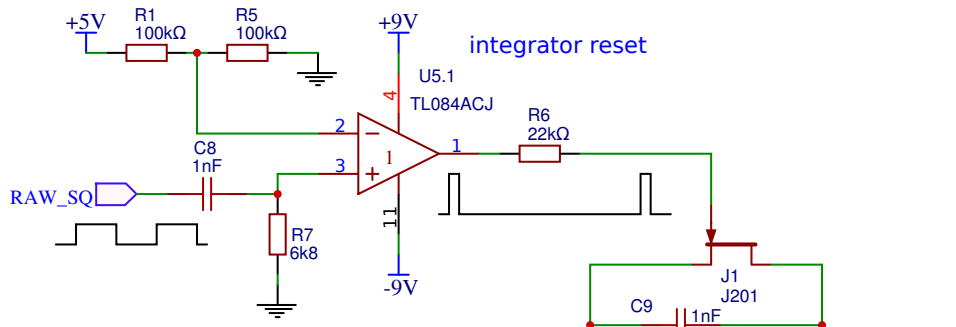 +5V
R1
100kΩ
R5
100kΩ
+9V
integrator reset
U5.1
TL084ACJ
4
2
3
1
1
11
-9V
R6
22kΩ
C8
1nF
RAW_SQ
R7
6k8
J1
J201
C9
1nF